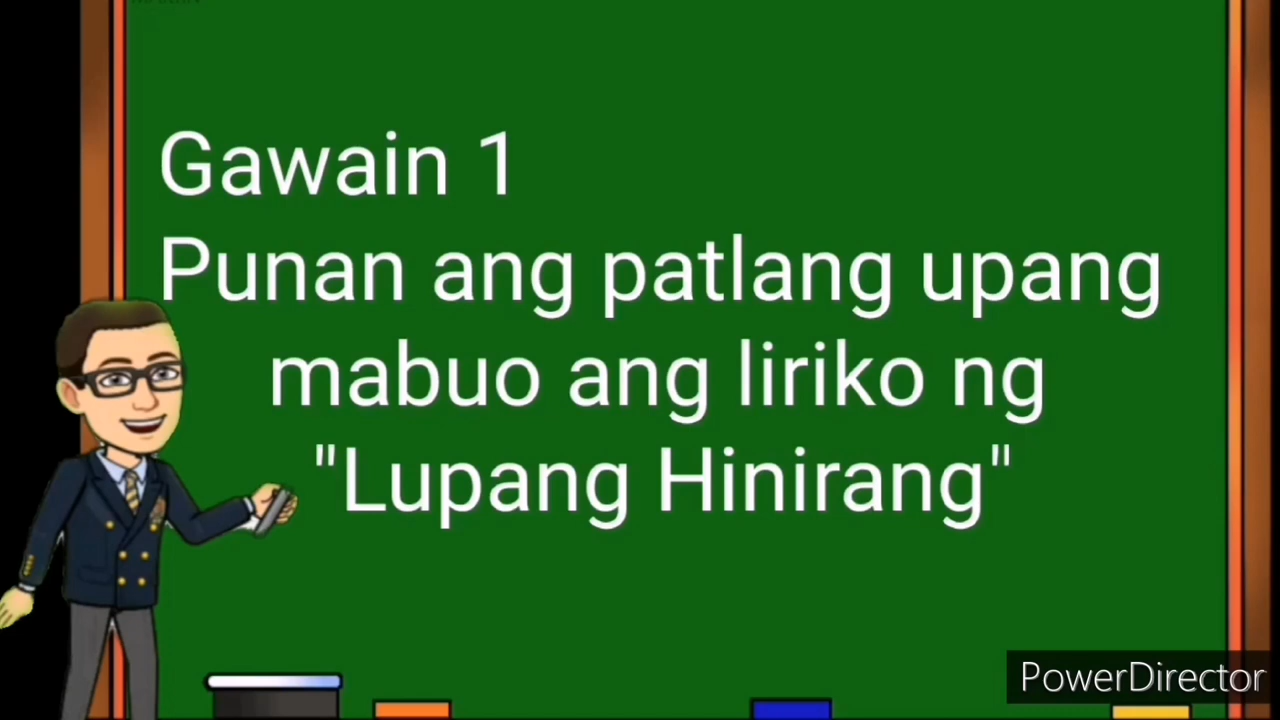 Gawain 1
Punan ang patlang upang
mabuo ang liriko ng
"Lupang Hinirang"
PowerDirector